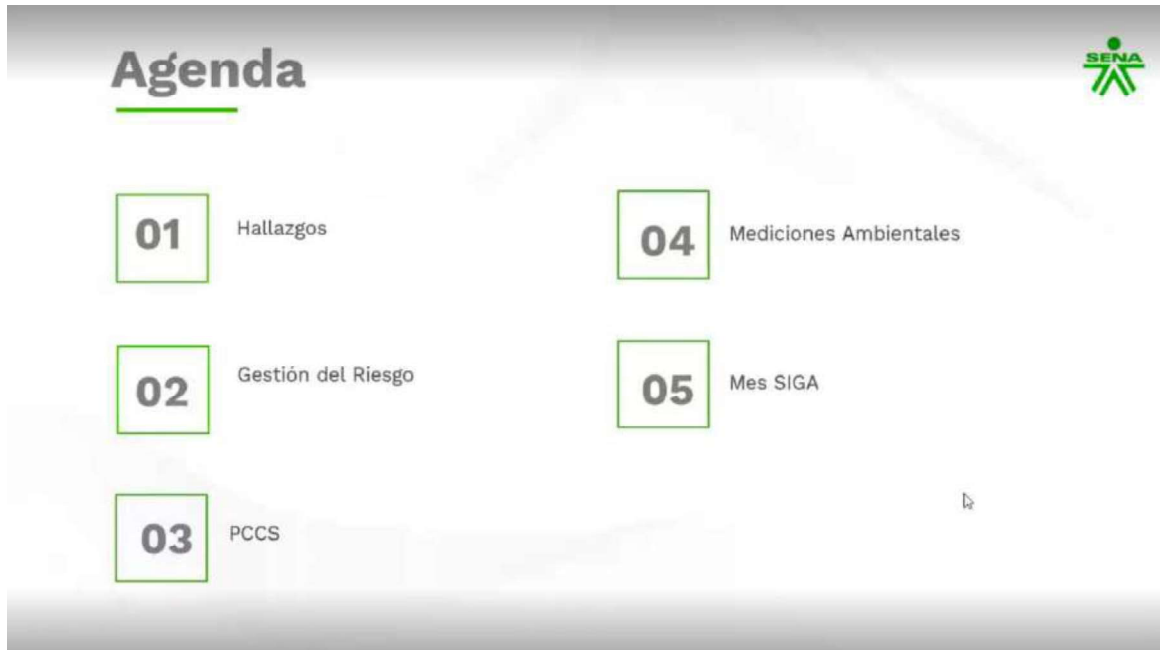 Agenda
SENA
01
Hallazgos
02
Gestión del Riesgo
03
PCCS
04
Mediciones Ambientales
05
Mes SIGA